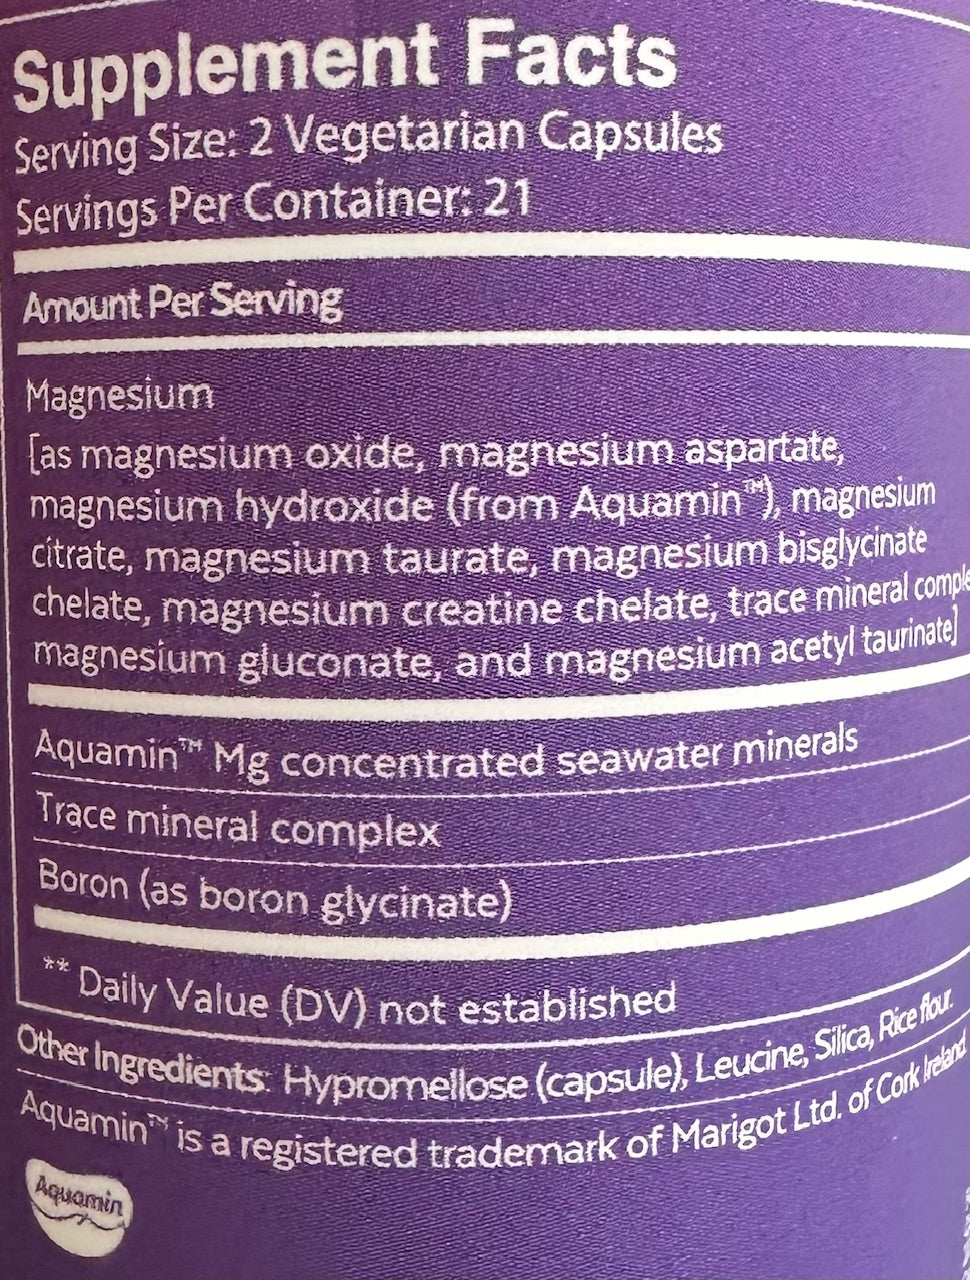 Supplement Facts
Serving Size: 2 Vegetarian Capsules
Servings Per Container: 21
Amount Per Serving
Magnesium
[as magnesium oxide, magnesium aspartate,
magnesium hydroxide (from Aquamin™), magnesium
citrate, magnesium taurate, magnesium bisglycinate
chelate, magnesium creatine chelate, trace mineral comple
magnesium gluconate, and magnesium acetyl taurinate]
Aquamin™ Mg concentrated seawater minerals
Trace mineral complex
Boron (as boron glycinate)
** Daily Value (DV) not established
Other Ingredients: Hypromellose (capsule), Leucine, Silica, Rice flour.
Aquamin™ is a registered trademark of Marigot Ltd. of Cork Ireland.
Aquamin